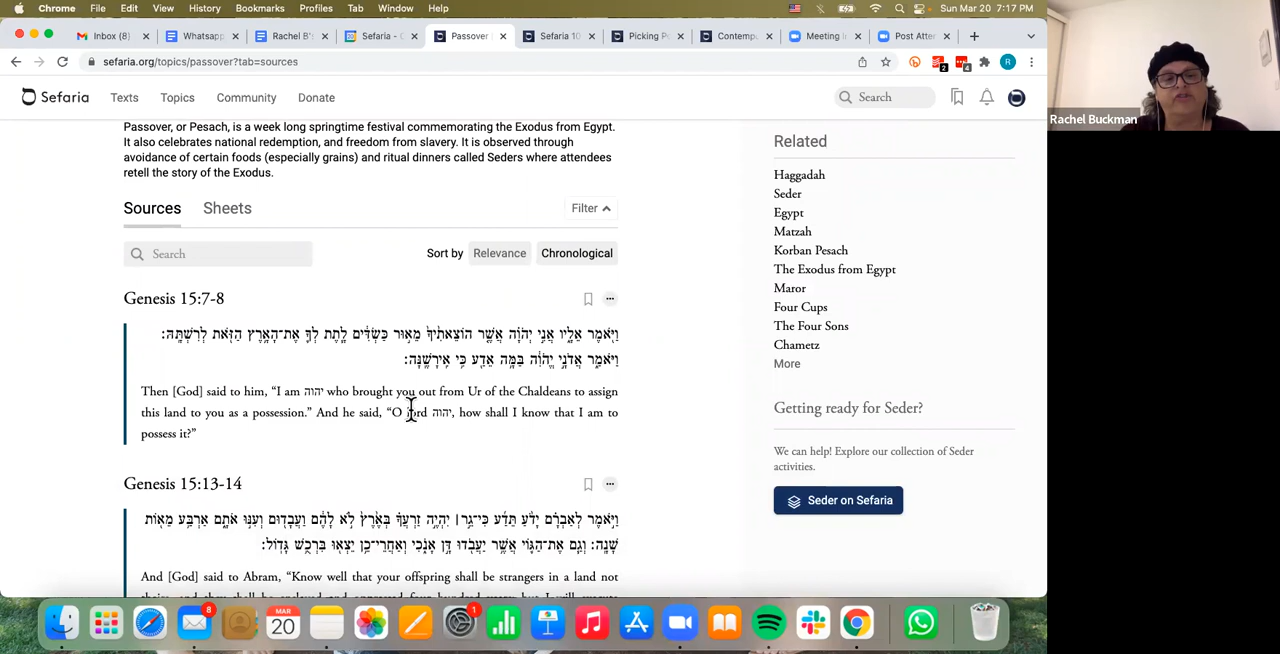 Chrome File Edit View History Bookmarks Profiles Tab Window Help Sun Mar 20 7:17 PM
Inbox (8) Whatsapp Rachel B's Sefaria - Passover Sefaria 10 Picking P Contemp Meeting I Post Atter
sefaria.org/topics/passover?tab=sources 2 4 R
Sefaria Texts Topics Community Donate Search
Rachel Buckman
Passover, or Pesach, is a week long springtime festival commemorating the Exodus from Egypt.
It also celebrates national redemption, and freedom from slavery. It is observed through
avoidance of certain foods (especially grains) and ritual dinners called Seders where attendees
retell the story of the Exodus.
Sources Sheets Filter
Search Sort by Relevance Chronological
Genesis 15:7-8
וַיֹּ֖אמֶר אֵלָ֑יו אֲנִ֣י יְהֹוָ֗ה אֲשֶׁ֤ר הוֹצֵאתִ֙יךָ֙ מֵא֣וּר כַּשְׂדִּ֔ים לָ֧תֶת לְךָ֛ אֶת־הָאָ֥רֶץ הַזֹּ֖את לְרִשְׁתָּֽהּ׃
וַיֹּאמַ֑ר אֲדֹנָ֣י יֱהֹוִ֔ה בַּמָּ֥ה אֵדַ֖ע כִּ֥י אִֽירָשֶֽׁנָּה׃
Then [God] said to him, “I am יהוה who brought you out from Ur of the Chaldeans to assign
this land to you as a possession.” And he said, “O lord יהוה, how shall I know that I am to
possess it?”
Genesis 15:13-14
וַיֹּ֣אמֶר לְאַבְרָ֗ם יָדֹ֨עַ תֵּדַ֜ע כִּי־גֵ֣ר ׀ יִהְיֶ֣ה זַרְעֲךָ֗ בְּאֶ֙רֶץ֙ לֹ֣א לָהֶ֔ם וַעֲבָד֖וּם וְעִנּ֣וּ אֹתָ֑ם אַרְבַּ֥ע מֵא֖וֹת
שָׁנָֽה׃ וְגַ֧ם אֶת־הַגּ֛וֹי אֲשֶׁ֥ר יַעֲבֹ֖דוּ דָּ֣ן אָנֹ֑כִי וְאַחֲרֵי־כֵ֥ן יֵצְא֖וּ בִּרְכֻ֥שׁ גָּדֽוֹל׃
And [God] said to Abram, “Know well that your offspring shall be strangers in a land not
Related
Haggadah
Seder
Egypt
Matzah
Korban Pesach
The Exodus from Egypt
Maror
Four Cups
The Four Sons
Chametz
More
Getting ready for Seder?
We can help! Explore our collection of Seder
activities.
Seder on Sefaria
8 MAR 20 1